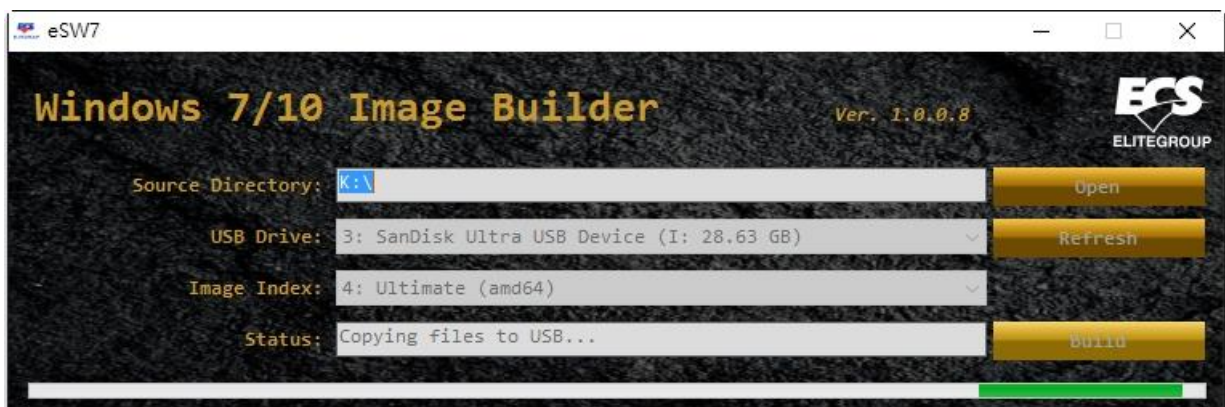 eSW7
Windows 7/10 Image Builder Ver. 1.0.0.8
ECS
ELITEGROUP
Source Directory: K:\ Open
USB Drive: 3: SanDisk Ultra USB Device (I: 28.63 GB) Refresh
Image Index: 4: Ultimate (amd64)
Status: Copying files to USB... Build